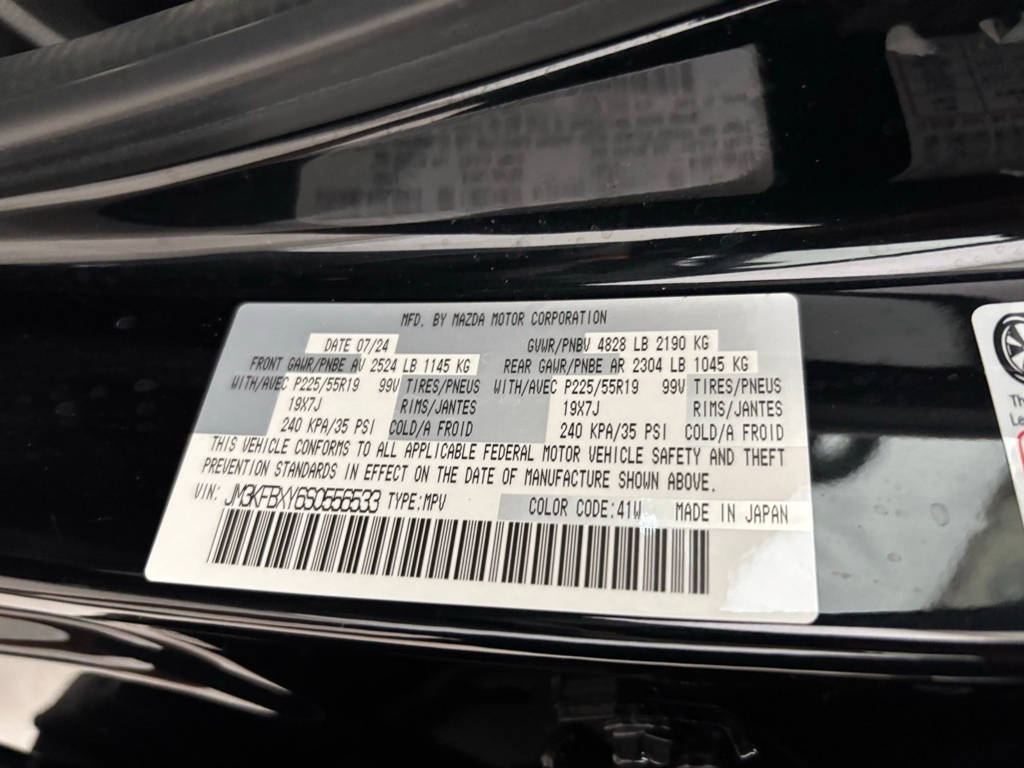 MFD. BY MAZDA MOTOR CORPORATION
DATE 07/24 GVWR/PNBV 4828 LB 2190 KG
FRONT GAWR/PNBE AV 2524 LB 1145 KG REAR GAWR/PNBE AR 2304 LB 1045 KG
WITH/AVEC P225/55R19 99V TIRES/PNEUS WITH/AVEC P225/55R19 99V TIRES/PNEUS
19X7J RIMS/JANTES 19X7J RIMS/JANTES
240 KPA/35 PSI COLD/A FROID 240 KPA/35 PSI COLD/A FROID
THIS VEHICLE CONFORMS TO ALL APPLICABLE FEDERAL MOTOR VEHICLE SAFETY AND THEFT
PREVENTION STANDARDS IN EFFECT ON THE DATE OF MANUFACTURE SHOWN ABOVE.
VIN: JM3KFBXY6S0556533 TYPE:MPV COLOR CODE:41W MADE IN JAPAN